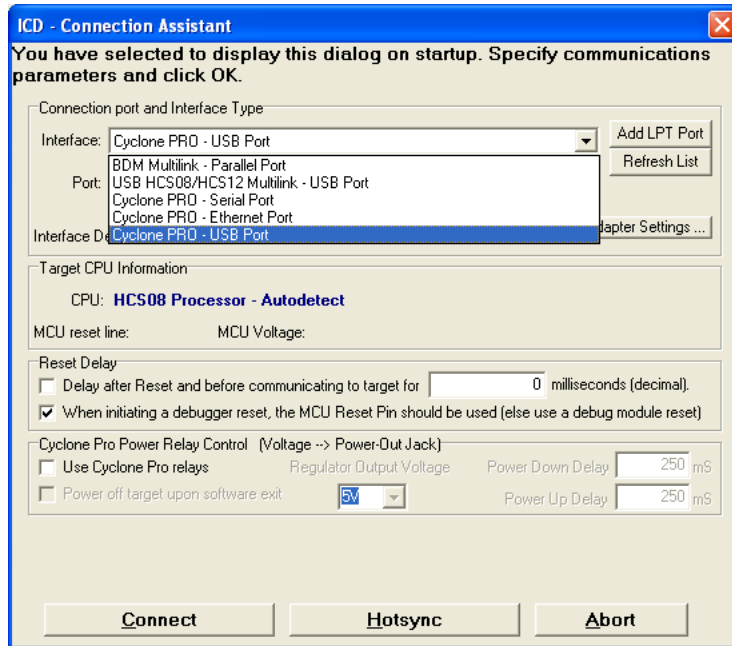 ICD - Connection Assistant
You have selected to display this dialog on startup. Specify communications
parameters and click OK.
Connection port and Interface Type
Interface: Cyclone PRO - USB Port Add LPT Port
Refresh List
BDM Multilink - Parallel Port
Port: USB HCS08/HCS12 Multilink - USB Port
Cyclone PRO - Serial Port
Cyclone PRO - Ethernet Port
Interface De Cyclone PRO - USB Port dapter Settings ...
Target CPU Information
CPU: HCS08 Processor - Autodetect
MCU reset line: MCU Voltage:
Reset Delay
Delay after Reset and before communicating to target for 0 milliseconds (decimal).
When initiating a debugger reset, the MCU Reset Pin should be used (else use a debug module reset)
Cyclone Pro Power Relay Control (Voltage --> Power-Out Jack)
Use Cyclone Pro relays Regulator Output Voltage Power Down Delay 250 mS
Power off target upon software exit 5V Power Up Delay 250 mS
Connect Hotsync Abort